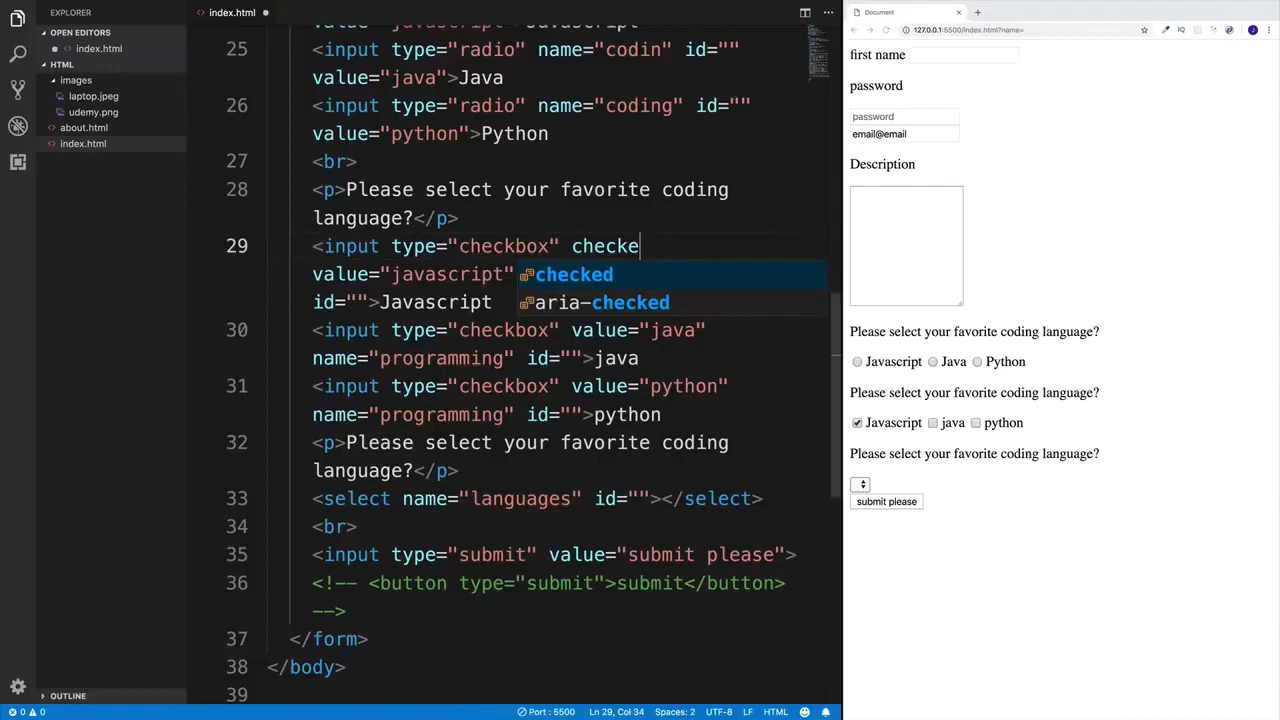 EXPLORER
OPEN EDITORS
index.html
HTML
images
laptop.jpeg
udemy.png
about.html
index.html
OUTLINE
index.html
25 <input type="radio" name="codin" id=""
value="java">Java
26 <input type="radio" name="coding" id=""
value="python">Python
27 <br>
28 <p>Please select your favorite coding
language?</p>
29 <input type="checkbox" checke
value="javascript"
id="">Javascript
checked
aria-checked
30 <input type="checkbox" value="java"
name="programming" id="">java
31 <input type="checkbox" value="python"
name="programming" id="">python
32 <p>Please select your favorite coding
language?</p>
33 <select name="languages" id=""></select>
34 <br>
35 <input type="submit" value="submit please">
36 <!-- <button type="submit">submit</button>
-->
37 </form>
38 </body>
39
0 0 Port : 5500 Ln 29, Col 34 Spaces: 2 UTF-8 LF HTML
Document
127.0.0.1:5500/index.html?name=
first name
password
password
email@email
Description
Please select your favorite coding language?
Javascript Java Python
Please select your favorite coding language?
Javascript java python
Please select your favorite coding language?
submit please